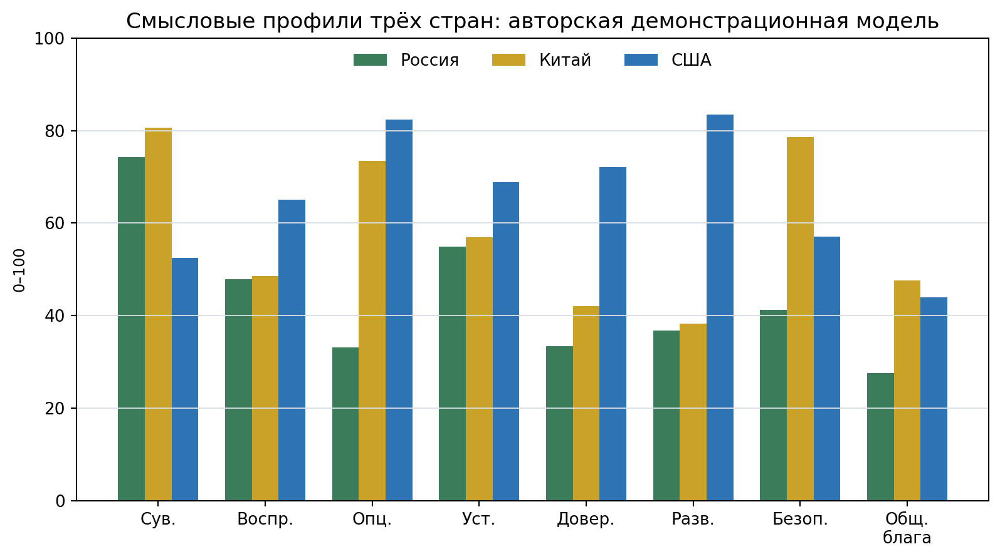 Смысловые профили трёх стран: авторская демонстрационная модель
Россия Китай США
100
80
60
40
20
0
0–100
Сув. Воспр. Опц. Уст. Довер. Разв. Безоп. Общ.
блага